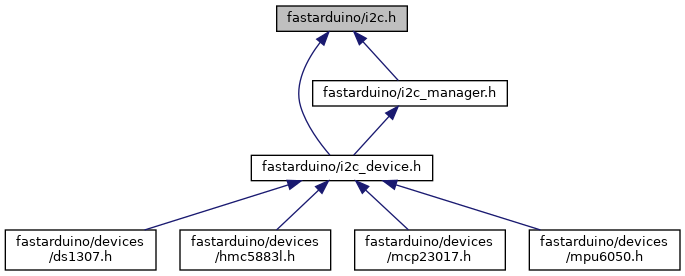 fastarduino/i2c.h
fastarduino/i2c_manager.h
fastarduino/i2c_device.h
fastarduino/devices
/ds1307.h
fastarduino/devices
/hmc5883l.h
fastarduino/devices
/mcp23017.h
fastarduino/devices
/mpu6050.h